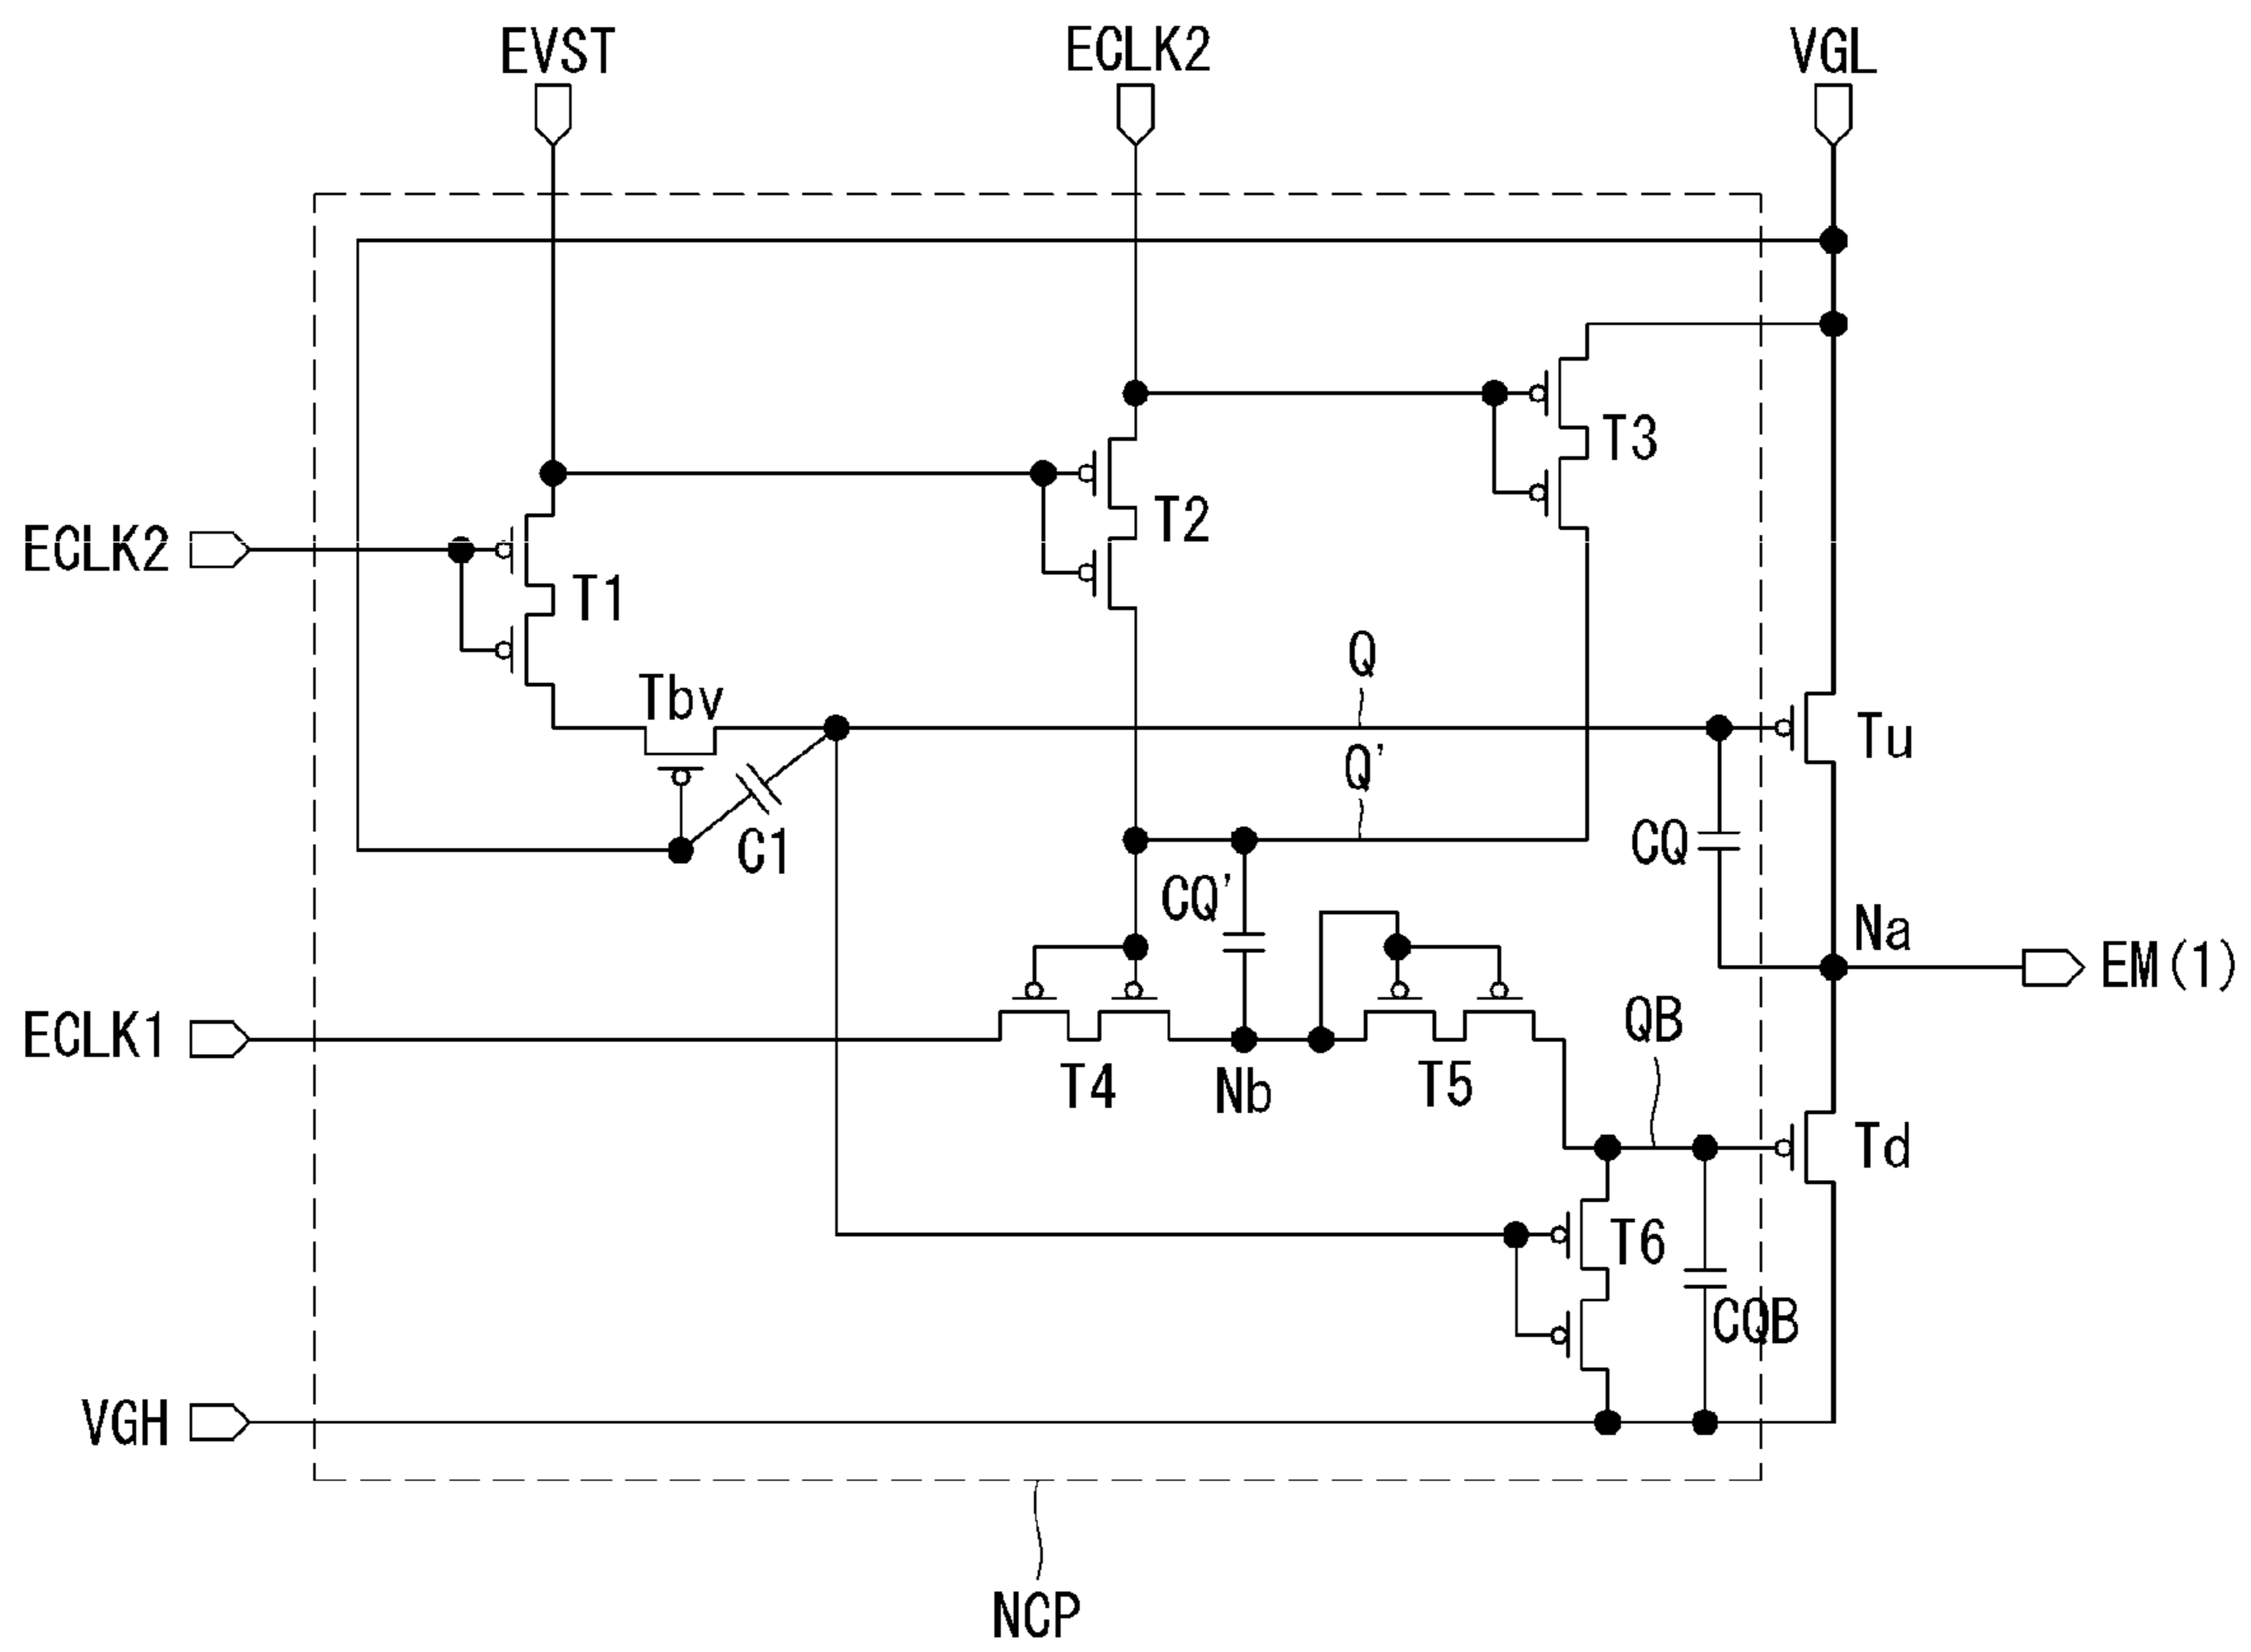 EVST
ECLK2
VGL
T3
T2
ECLK2
T1
Q
Tbv
Tu
Q'
CQ
C1
CQ'
Na
EM(1)
QB
ECLK1
T4
Nb
T5
Td
T6
CQB
VGH
NCP